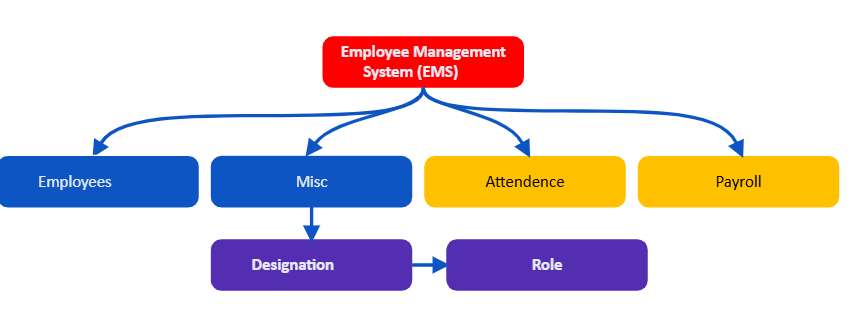 Employee Management
System (EMS)
Employees
Misc
Attendence
Payroll
Designation
Role